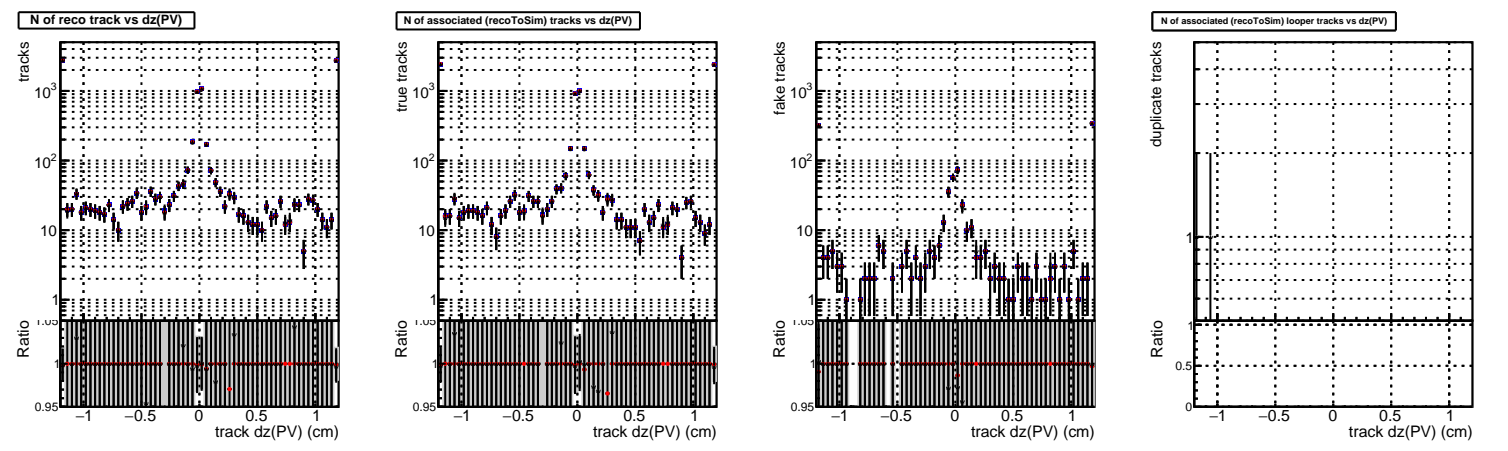 N of reco track vs dz(PV)
tracks
10³
10²
10
1
1.05
Ratio
1
0.95
−1 −0.5 0 0.5 1
track dz(PV) (cm)
N of associated (recoToSim) tracks vs dz(PV)
true tracks
10³
10²
10
1
1.05
Ratio
1
0.95
−1 −0.5 0 0.5 1
track dz(PV) (cm)
fake tracks
10³
10²
10
1
1.05
Ratio
1
0.95
−1 −0.5 0 0.5 1
track dz(PV) (cm)
N of associated (recoToSim) looper tracks vs dz(PV)
duplicate tracks
1
Ratio
1
0.5
0
−1 −0.5 0 0.5 1
track dz(PV) (cm)